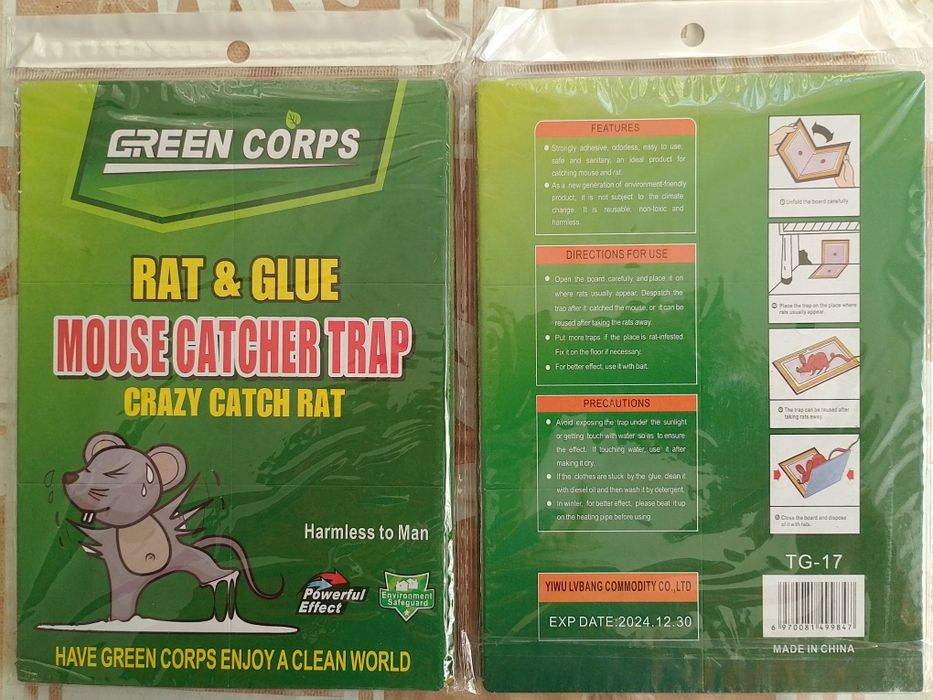 GREEN CORPS
RAT & GLUE
MOUSE CATCHER TRAP
CRAZY CATCH RAT
Harmless to Man
Powerful
Effect
Environment
Safeguard
HAVE GREEN CORPS ENJOY A CLEAN WORLD
FEATURES
Strongly adhesive, odorless, easy to use,
safe and sanitary, an ideal product for
catching mouse and rat.
As a new generation of environment-friendly
product, it is not subject to the climate
change. It is reusable, non-toxic and
harmless.
DIRECTIONS FOR USE
Open the board carefully and place it on
where rats usually appear. Despatch the
trap after it catched the mouse, or it can be
reused after taking the rats away.
Put more traps if the place is rat-infested.
Fix it on the floor if necessary.
For better effect, use it with bait.
PRECAUTIONS
Avoid exposing the trap under the sunlight
or getting touch with water so as to ensure
the effect. If touching water, use it after
making it dry.
If the clothes are stuck by the glue, clean it
with diesel oil and then wash it by detergent.
In winter, for better effect, please beat it up
on the heating pipe before using.
YIWU LVBANG COMMODITY CO.,LTD
EXP DATE:2024.12.30
Unfold the board carefully
Place the trap on the place where
rats usually appear.
The trap can be reused after
taking rats away.
Close the board and dispose
of it with rats.
TG-17
6 970081 499847
MADE IN CHINA